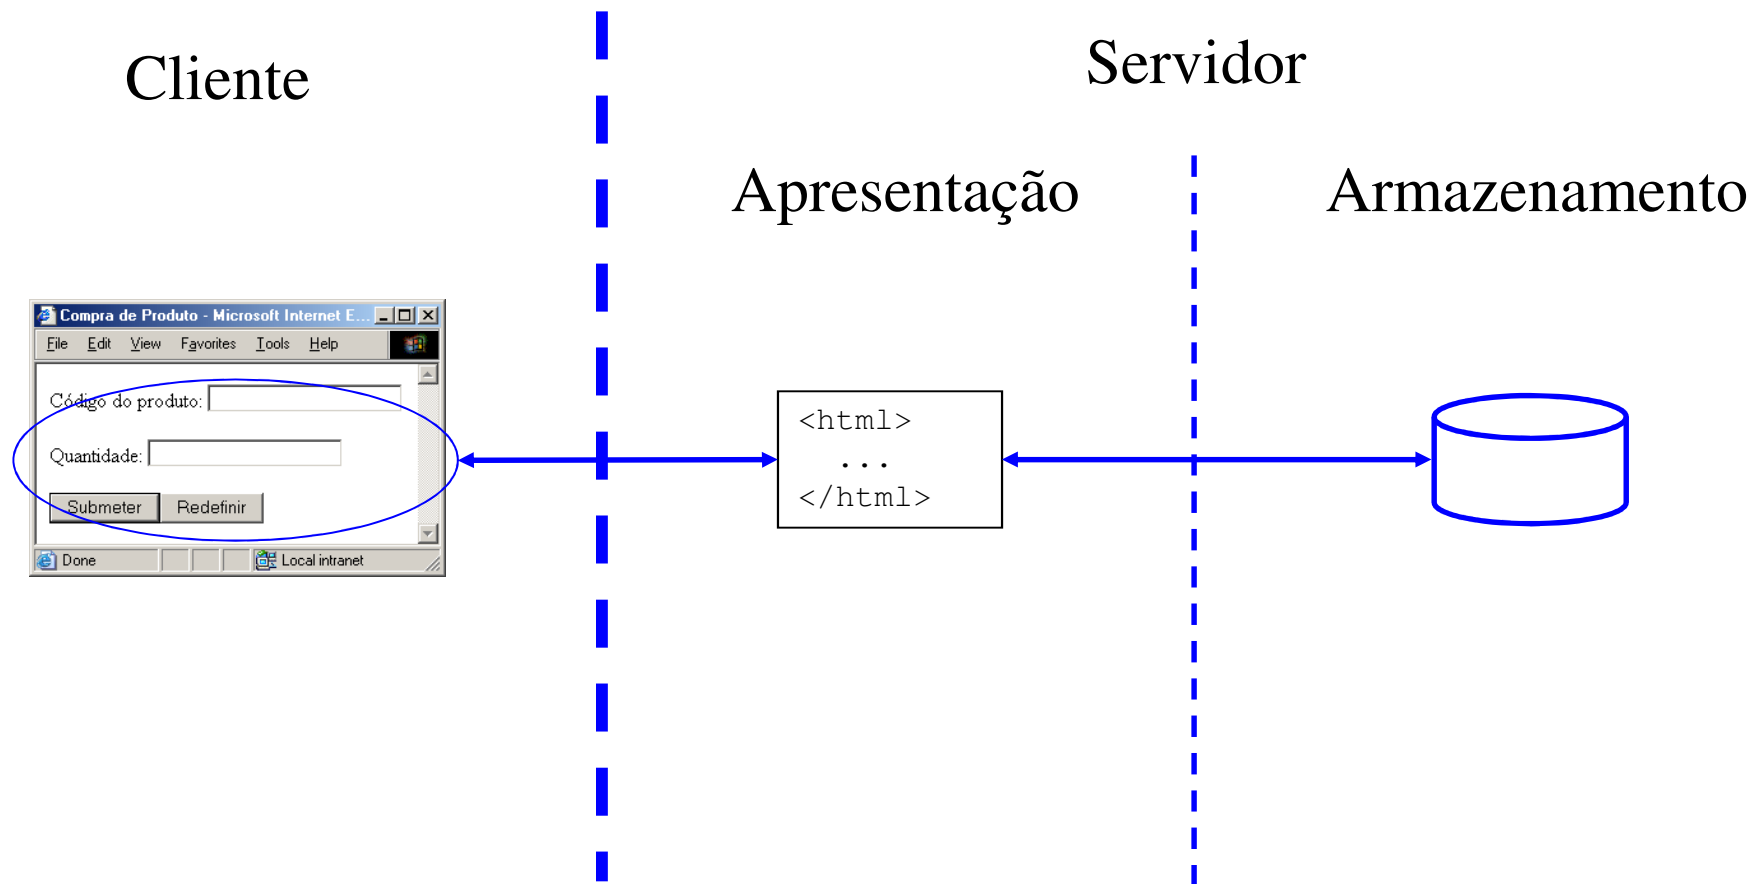 Cliente
Servidor
Apresentação
Armazenamento
Compra de Produto - Microsoft Internet E...
File Edit View Favorites Tools Help
Código do produto:
Quantidade:
Submeter Redefinir
Done Local intranet
<html>
...
</html>